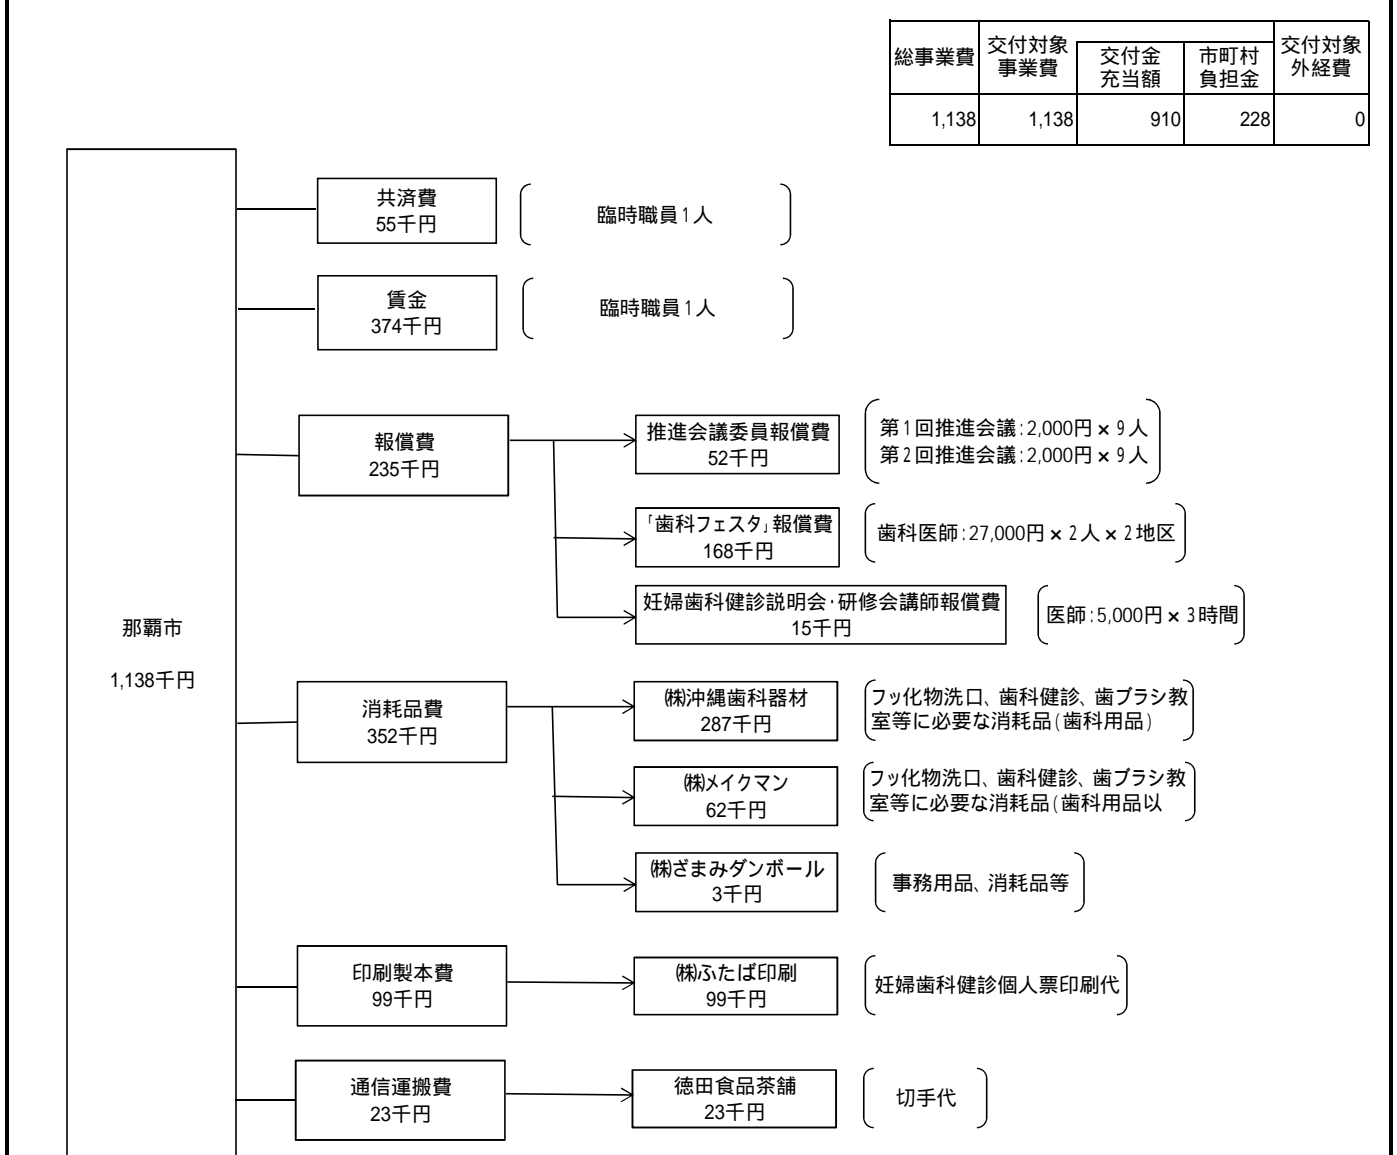 総事業費
交付対象
事業費
交付金
充当額
市町村
負担金
交付対象
外経費
1,138
1,138
910
228
0
那覇市
1,138千円
共済費
55千円
臨時職員1人
賃金
374千円
臨時職員1人
報償費
235千円
推進会議委員報償費
52千円
第1回推進会議:2,000円×9人
第2回推進会議:2,000円×9人
「歯科フェスタ」報償費
168千円
歯科医師:27,000円×2人×2地区
妊婦歯科健診説明会・研修会講師報償費
15千円
医師:5,000円×3時間
消耗品費
352千円
㈱沖縄歯科器材
287千円
フッ化物洗口、歯科健診、歯ブラシ教
室等に必要な消耗品(歯科用品)
㈱メイクマン
62千円
フッ化物洗口、歯科健診、歯ブラシ教
室等に必要な消耗品(歯科用品以
㈱ざまみダンボール
3千円
事務用品、消耗品等
印刷製本費
99千円
㈱ふたば印刷
99千円
妊婦歯科健診個人票印刷代
通信運搬費
23千円
徳田食品茶舗
23千円
切手代